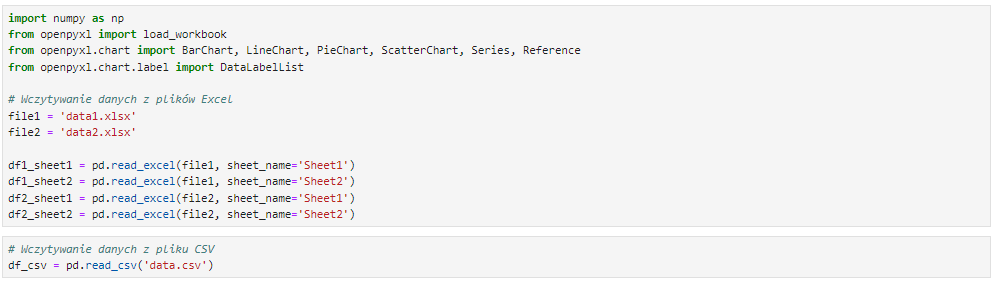 import numpy as np
from openpyxl import load_workbook
from openpyxl.chart import BarChart, LineChart, PieChart, ScatterChart, Series, Reference
from openpyxl.chart.label import DataLabelList
# Wczytywanie danych z plików Excel
file1 = 'data1.xlsx'
file2 = 'data2.xlsx'
df1_sheet1 = pd.read_excel(file1, sheet_name='Sheet1')
df1_sheet2 = pd.read_excel(file1, sheet_name='Sheet2')
df2_sheet1 = pd.read_excel(file2, sheet_name='Sheet1')
df2_sheet2 = pd.read_excel(file2, sheet_name='Sheet2')
# Wczytywanie danych z pliku CSV
df_csv = pd.read_csv('data.csv')